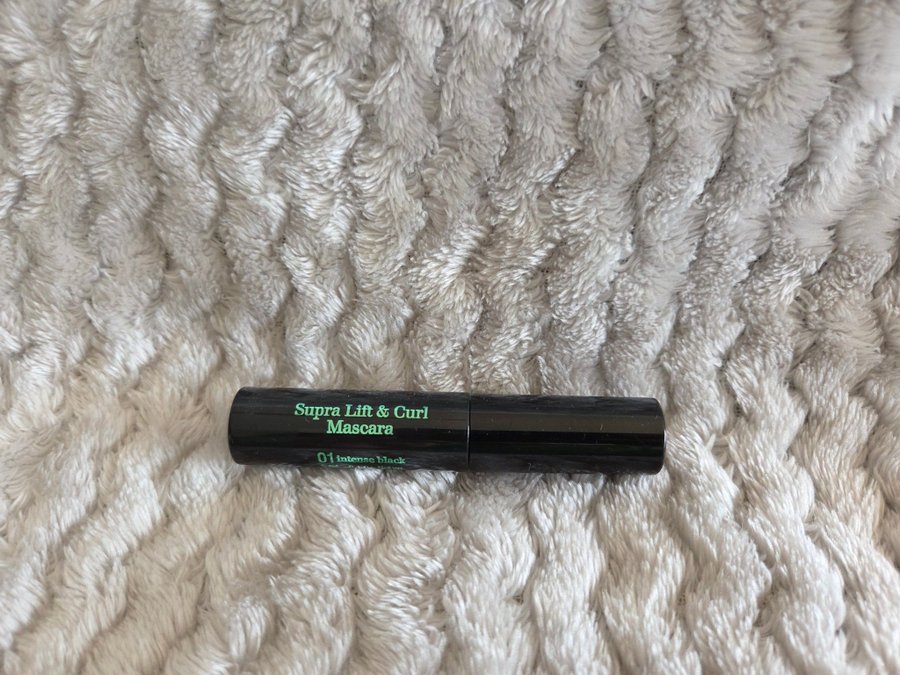 Supra Lift & Curl
Mascara
01 intense black